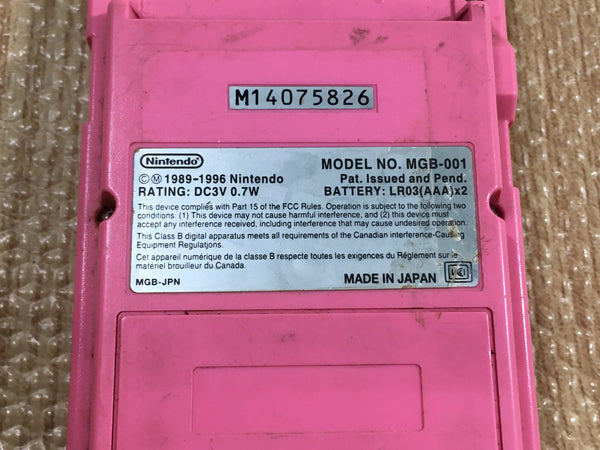 M14075826
Nintendo
©Ⓜ 1989-1996 Nintendo
RATING: DC3V 0.7W
MODEL NO. MGB-001
Pat. Issued and Pend.
BATTERY: LR03(AAA)x2
This device complies with Part 15 of the FCC Rules. Operation is subject to the following two
conditions: (1) This device may not cause harmful interference, and (2) this device must
accept any interference received, including interference that may cause undesired operation.
This Class B digital apparatus meets all requirements of the Canadian Interference-Causing
Equipment Regulations.
Cet appareil numérique de la classe B respecte toutes les exigences du Réglement sur le
matériel brouilleur du Canada.
MGB-JPN
MADE IN JAPAN